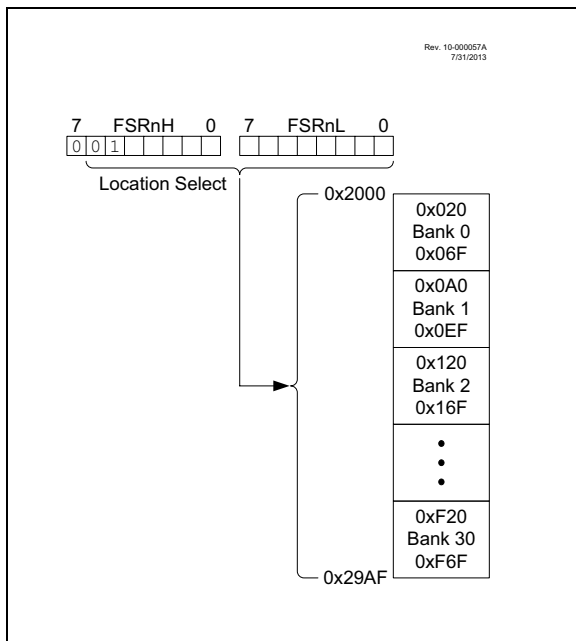 Rev. 10-000057A
7/31/2013
7 FSRnH 0 7 FSRnL 0
0 0 1
Location Select
0x2000
0x020
Bank 0
0x06F
0x0A0
Bank 1
0x0EF
0x120
Bank 2
0x16F
0xF20
Bank 30
0xF6F
0x29AF